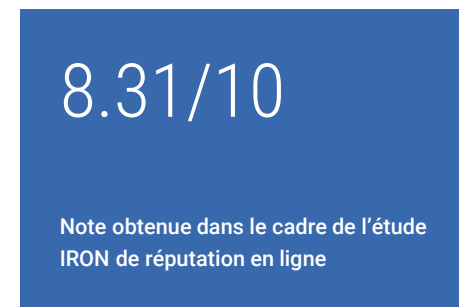 8.31/10
Note obtenue dans le cadre de l’étude
IRON de réputation en ligne